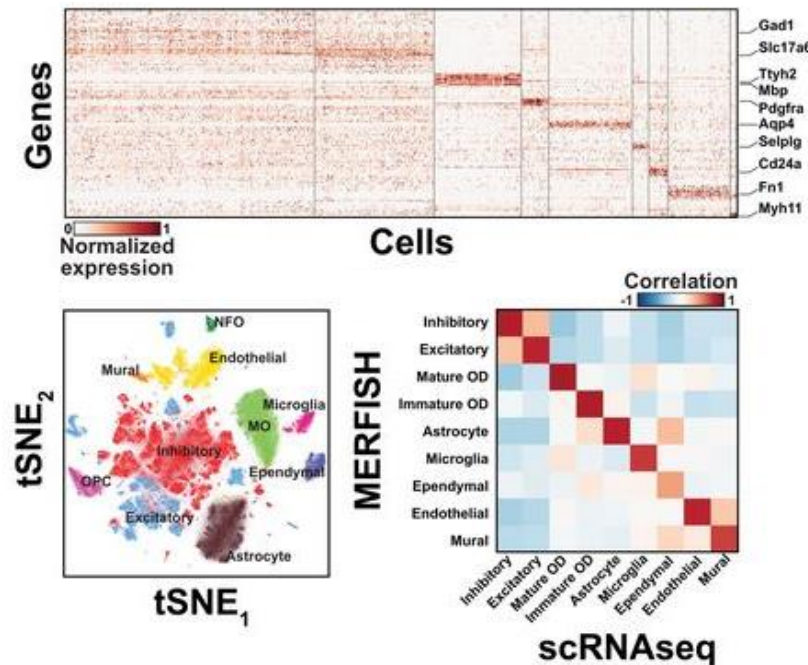 Genes
Gad1
Slc17a6
Ttyh2
Mbp
Pdgfra
Aqp4
Selplg
Cd24a
Fn1
Myh11
0 1
Normalized
expression
Cells
tSNE2
NFO
Endothelial
Mural
Microglia
MO
Inhibitory
Ependymal
OPC
Excitatory
Astrocyte
tSNE1
Correlation
-1 1
MERFISH
Inhibitory
Excitatory
Mature OD
Immature OD
Astrocyte
Microglia
Ependymal
Endothelial
Mural
Inhibitory
Excitatory
Mature OD
Immature OD
Astrocyte
Microglia
Ependymal
Endothelial
Mural
scRNAseq